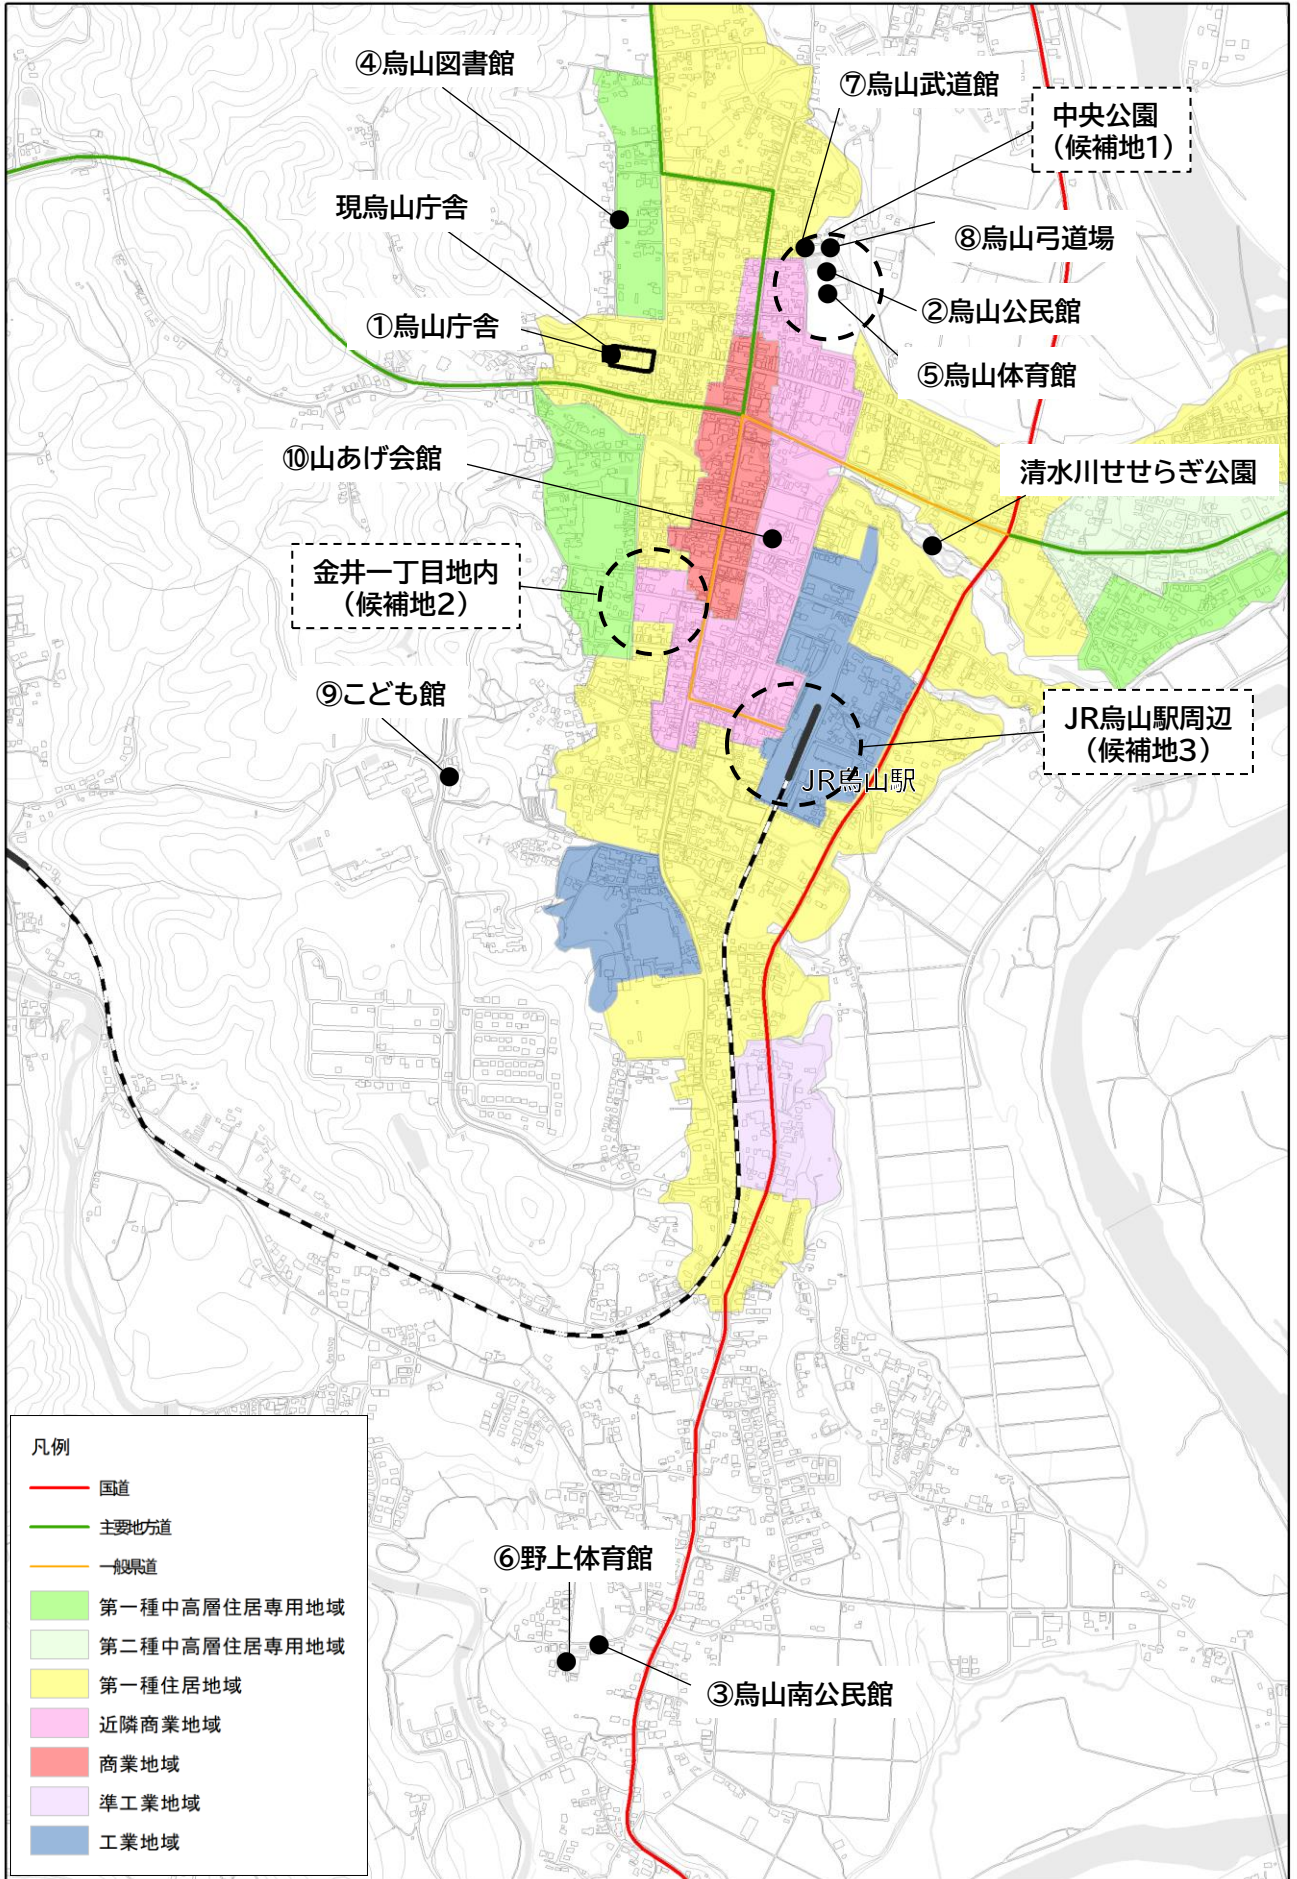 ④烏山図書館
⑦烏山武道館
中央公園
（候補地1）
現烏山庁舎
⑧烏山弓道場
②烏山公民館
①烏山庁舎
⑤烏山体育館
⑩山あげ会館
清水川せせらぎ公園
金井一丁目地内
（候補地2）
⑨こども館
JR烏山駅周辺
（候補地3）
JR烏山駅
凡例
国道
主要地方道
一般県道
第一種中高層住居専用地域
第二種中高層住居専用地域
第一種住居地域
近隣商業地域
商業地域
準工業地域
工業地域
⑥野上体育館
③烏山南公民館